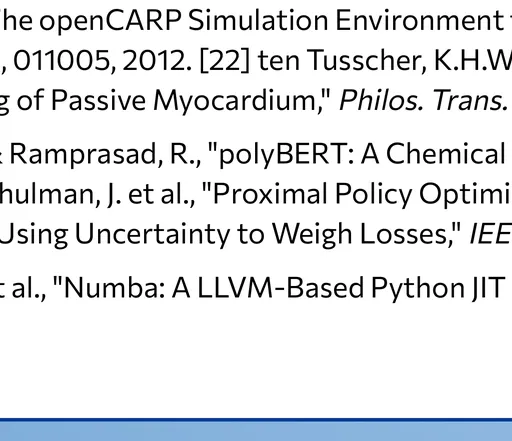 he openCARP Simulation Environment
, 011005, 2012. [22] ten Tusscher, K.H.W
g of Passive Myocardium," Philos. Trans.
& Ramprasad, R., "polyBERT: A Chemical
hulman, J. et al., "Proximal Policy Optimi
Using Uncertainty to Weigh Losses," IEE
t al., "Numba: A LLVM-Based Python JIT